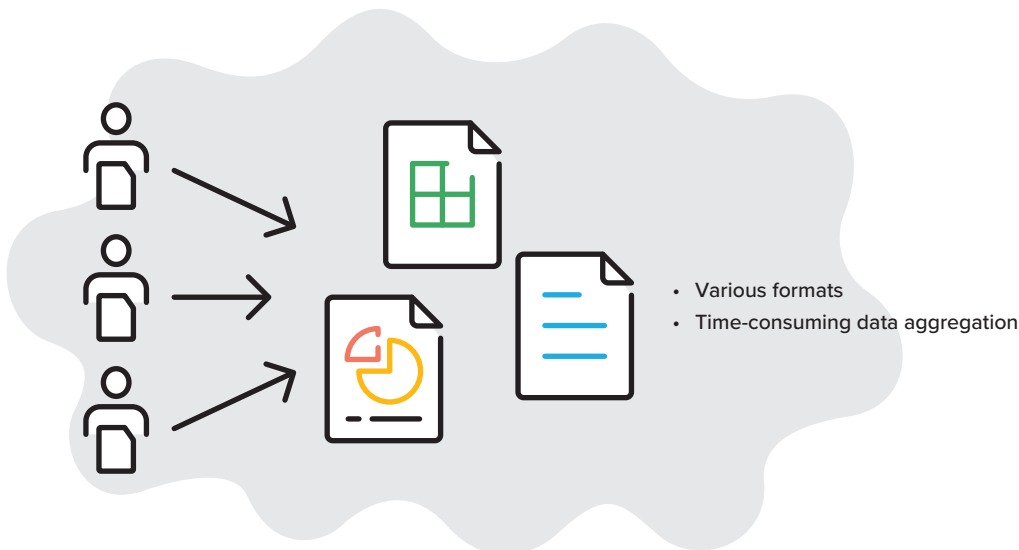 • Various formats
• Time-consuming data aggregation